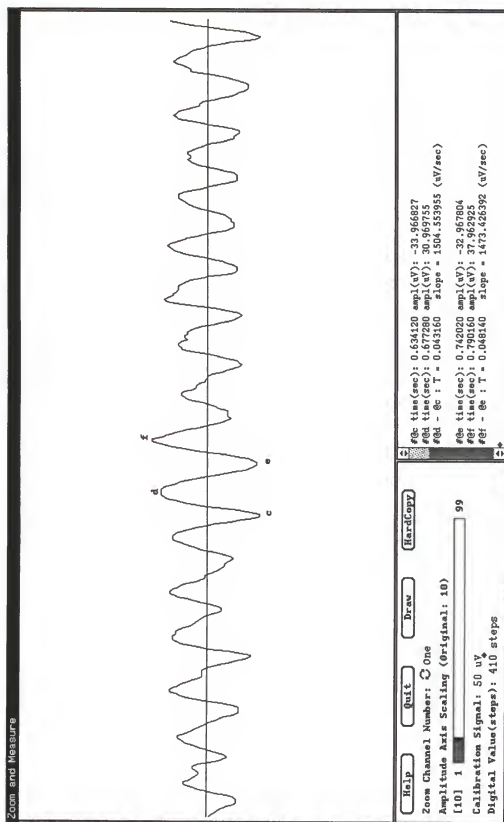 Zoom and Measure
f
d
e
c
Help
Quit
Draw
HardCopy
Zoom Channel Number: One
Amplitude Axis Scaling (Original: 10)
[10] 1 99
Calibration Signal: 50 uV
Digital Value(steps): 410 steps
#@c time(sec): 0.634120 ampl(uV): -33.966827
#@d time(sec): 0.677280 ampl(uV): 30.969755
#@d - @c : T = 0.043160 slope = 1504.553955 (uV/sec)
#@e time(sec): 0.742020 ampl(uV): -32.967804
#@f time(sec): 0.790160 ampl(uV): 37.962925
#@f - @e : T = 0.048140 slope = 1473.426392 (uV/sec)